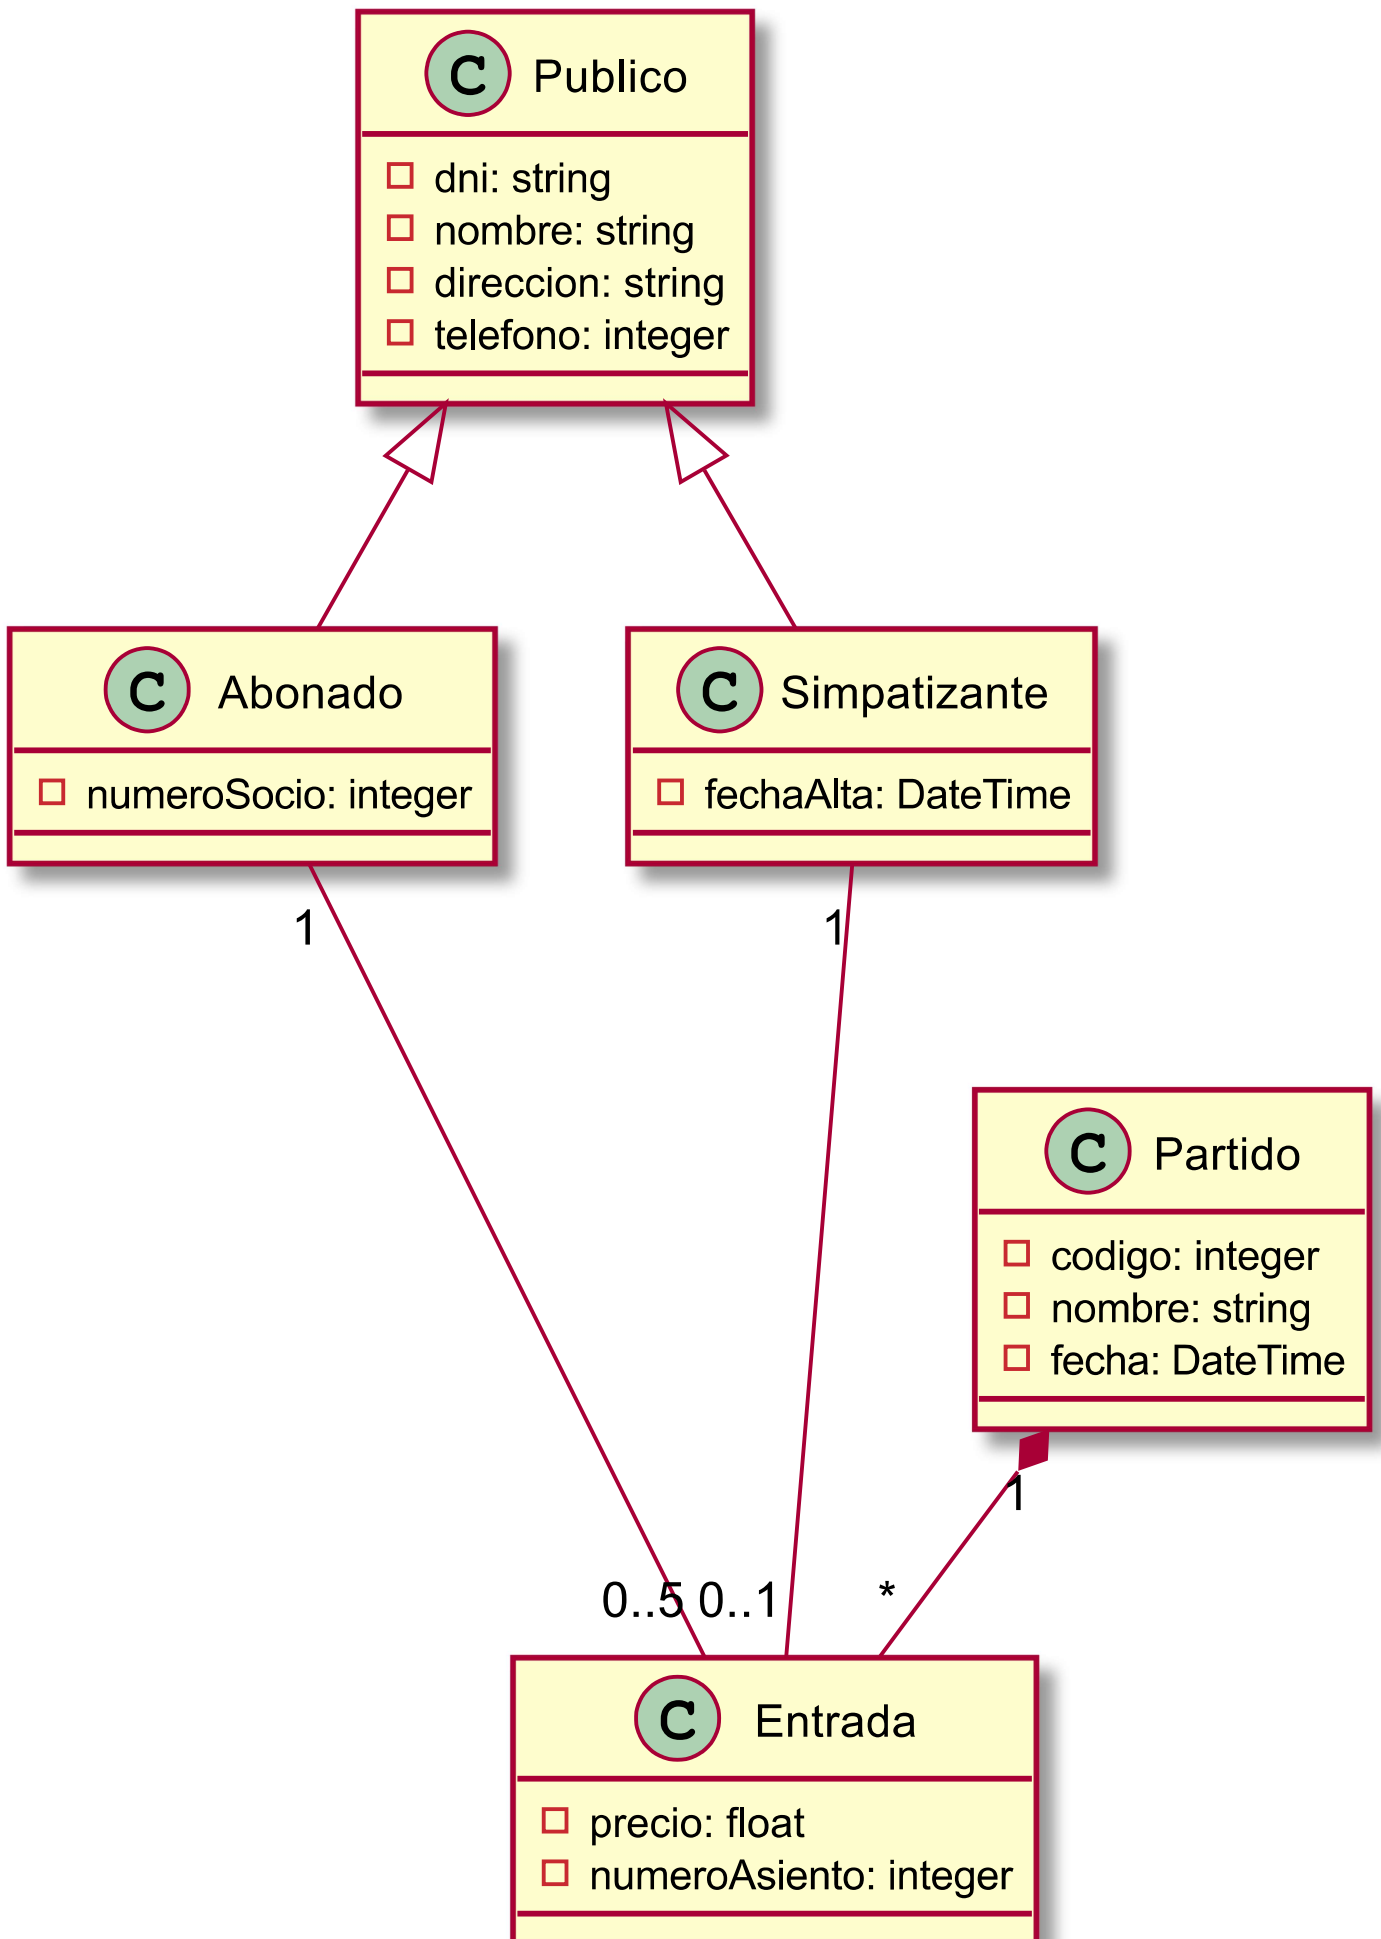 C Publico
dni: string
nombre: string
direccion: string
telefono: integer
C Abonado
numeroSocio: integer
C Simpatizante
fechaAlta: DateTime
1
1
C Partido
codigo: integer
nombre: string
fecha: DateTime
1
0..5 0..1 *
C Entrada
precio: float
numeroAsiento: integer